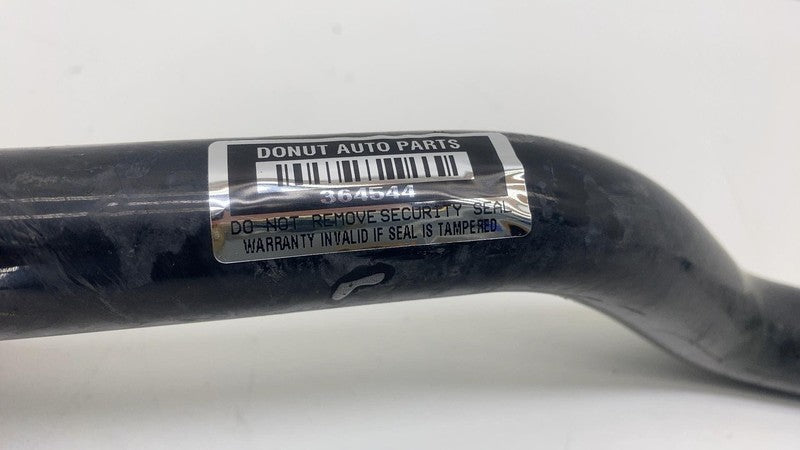 DONUT AUTO PARTS
364544
DO NOT REMOVE SECURITY SEAL
WARRANTY INVALID IF SEAL IS TAMPERED